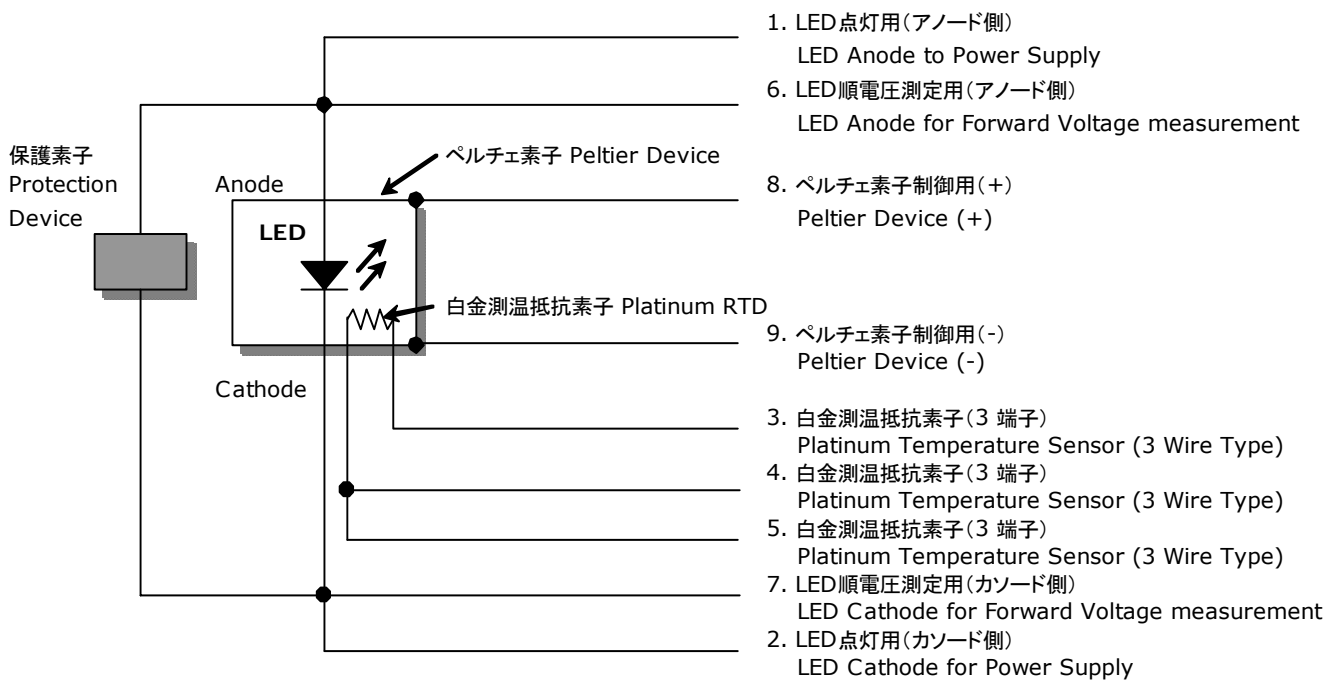 1. LED点灯用(アノード側)
LED Anode to Power Supply
6. LED順電圧測定用(アノード側)
LED Anode for Forward Voltage measurement
保護素子
Protection
Device
ペルチェ素子 Peltier Device
Anode
8. ペルチェ素子制御用(+)
Peltier Device (+)
LED
白金測温抵抗素子 Platinum RTD
9. ペルチェ素子制御用(-)
Peltier Device (-)
Cathode
3. 白金測温抵抗素子(3 端子)
Platinum Temperature Sensor (3 Wire Type)
4. 白金測温抵抗素子(3 端子)
Platinum Temperature Sensor (3 Wire Type)
5. 白金測温抵抗素子(3 端子)
Platinum Temperature Sensor (3 Wire Type)
7. LED順電圧測定用(カソード側)
LED Cathode for Forward Voltage measurement
2. LED点灯用(カソード側)
LED Cathode for Power Supply